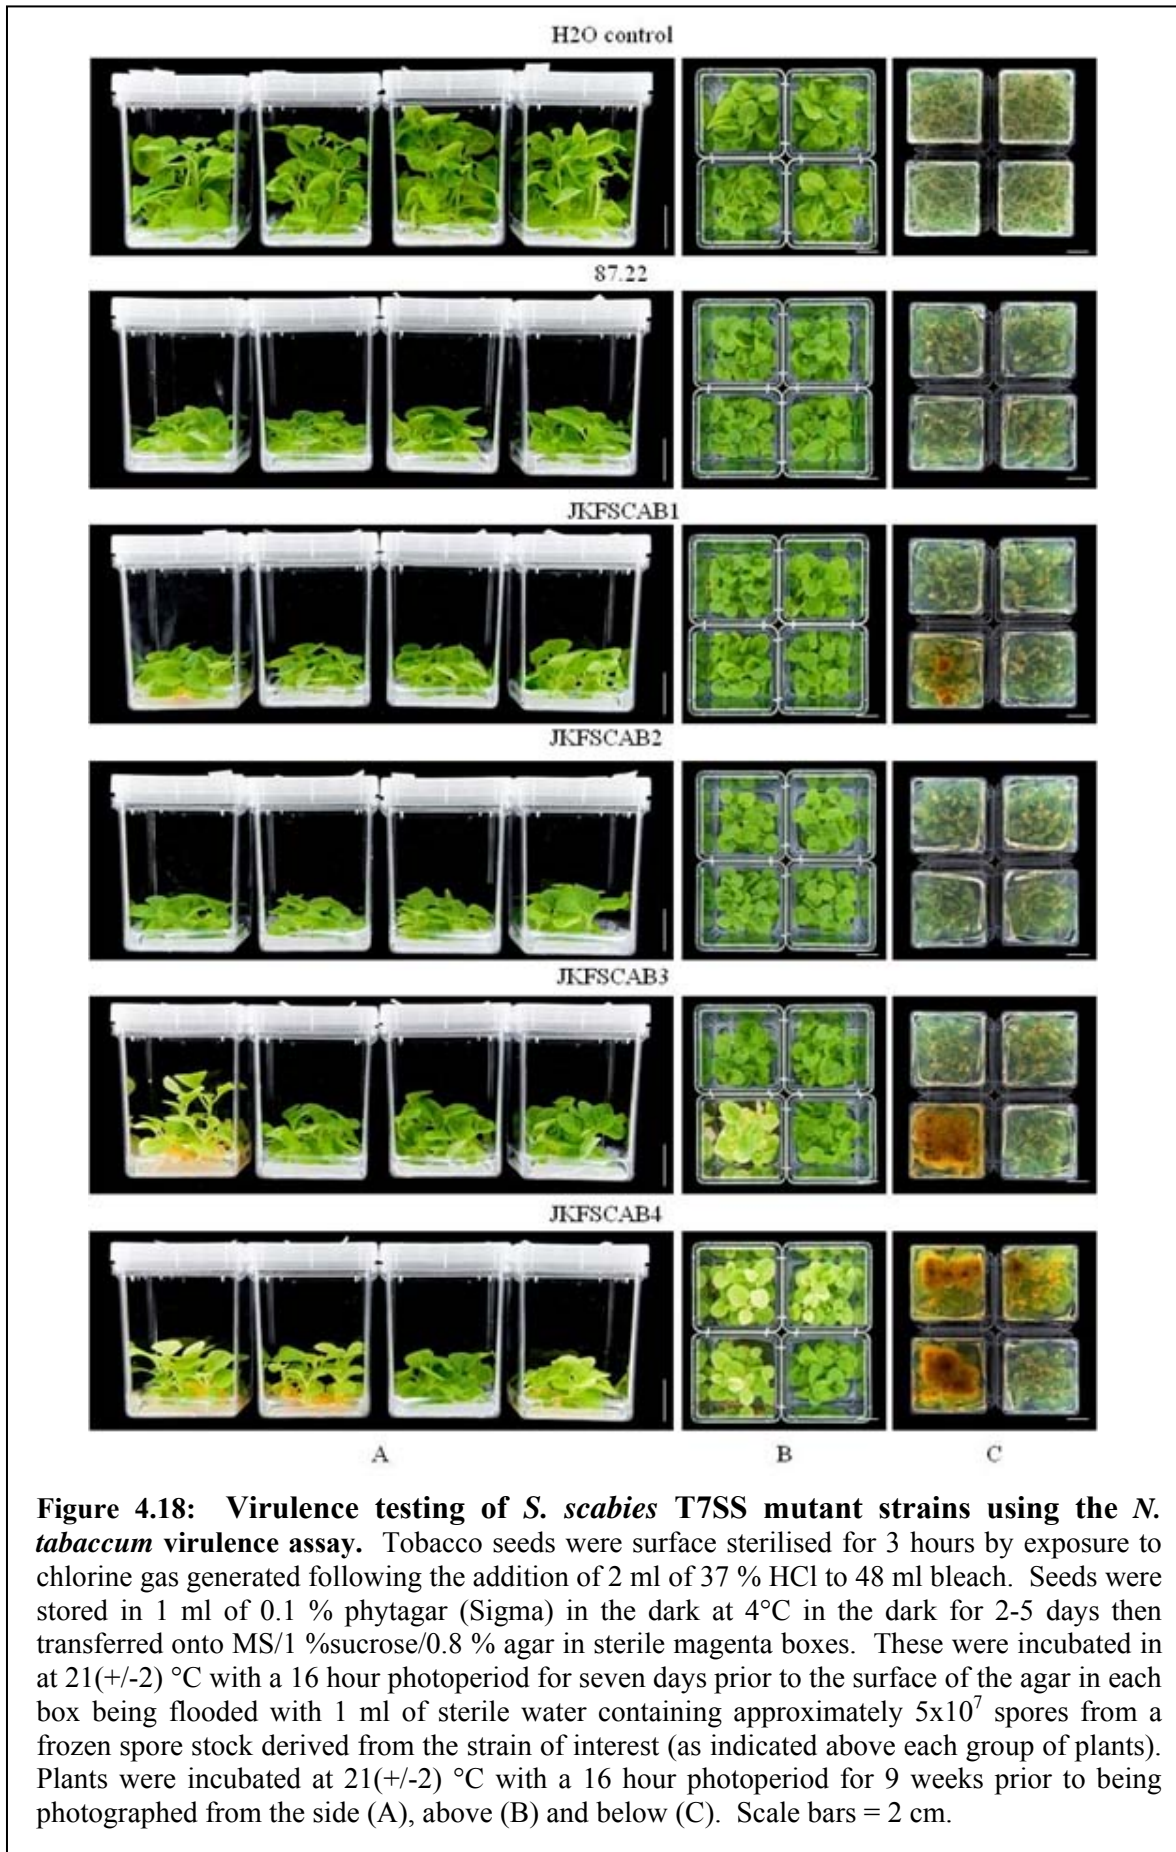 H2O control
87.22
JKFSCAB1
JKFSCAB2
JKFSCAB3
JKFSCAB4
A B C
Figure 4.18: Virulence testing of S. scabies T7SS mutant strains using the N.
tabaccum virulence assay. Tobacco seeds were surface sterilised for 3 hours by exposure to
chlorine gas generated following the addition of 2 ml of 37 % HCl to 48 ml bleach. Seeds were
stored in 1 ml of 0.1 % phytagar (Sigma) in the dark at 4°C in the dark for 2-5 days then
transferred onto MS/1 %sucrose/0.8 % agar in sterile magenta boxes. These were incubated in
at 21(+/-2) °C with a 16 hour photoperiod for seven days prior to the surface of the agar in each
box being flooded with 1 ml of sterile water containing approximately 5x10⁷ spores from a
frozen spore stock derived from the strain of interest (as indicated above each group of plants).
Plants were incubated at 21(+/-2) °C with a 16 hour photoperiod for 9 weeks prior to being
photographed from the side (A), above (B) and below (C). Scale bars = 2 cm.